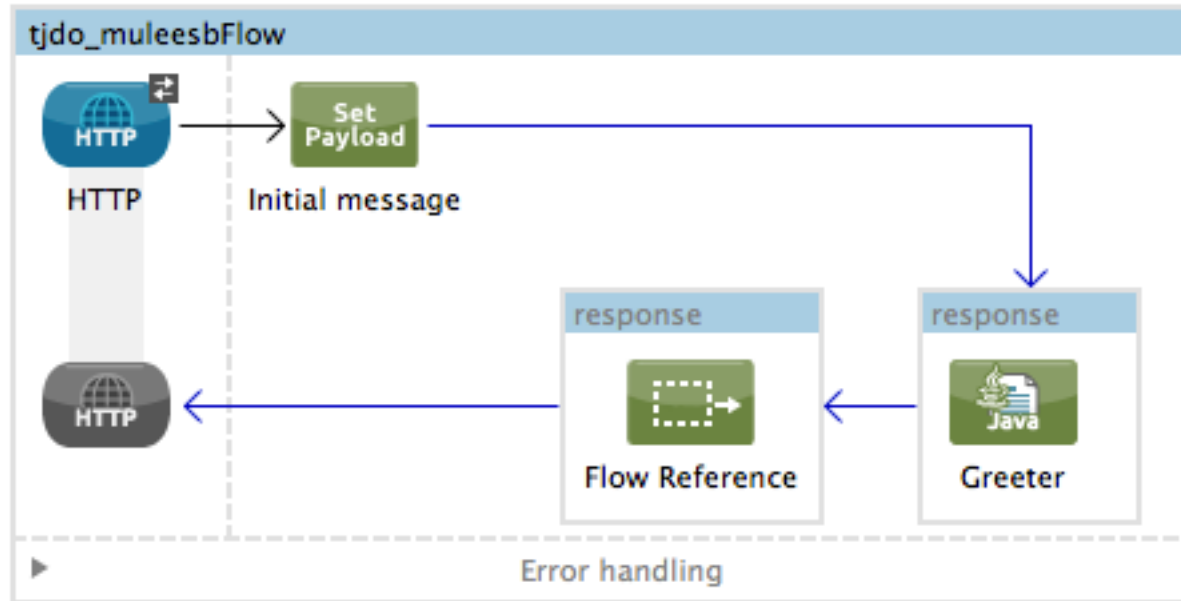 tjdo_muleesbFlow
HTTP
Set
Payload
HTTP
Initial message
response
response
HTTP
Java
Flow Reference
Greeter
Error handling